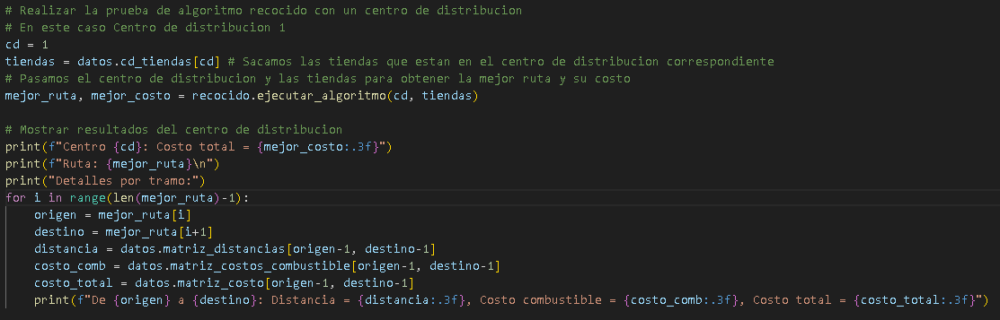 # Realizar la prueba de algoritmo recocido con un centro de distribucion
# En este caso Centro de distribucion 1
cd = 1
tiendas = datos.cd_tiendas[cd] # Sacamos las tiendas que estan en el centro de distribucion correspondiente
# Pasamos el centro de distribucion y las tiendas para obtener la mejor ruta y su costo
mejor_ruta, mejor_costo = recocido.ejecutar_algoritmo(cd, tiendas)

# Mostrar resultados del centro de distribucion
print(f"Centro {cd}: Costo total = {mejor_costo:.3f}")
print(f"Ruta: {mejor_ruta}\n")
print("Detalles por tramo:")
for i in range(len(mejor_ruta)-1):
    origen = mejor_ruta[i]
    destino = mejor_ruta[i+1]
    distancia = datos.matriz_distancias[origen-1, destino-1]
    costo_comb = datos.matriz_costos_combustible[origen-1, destino-1]
    costo_total = datos.matriz_costo[origen-1, destino-1]
    print(f"De {origen} a {destino}: Distancia = {distancia:.3f}, Costo combustible = {costo_comb:.3f}, Costo total = {costo_total:.3f}")